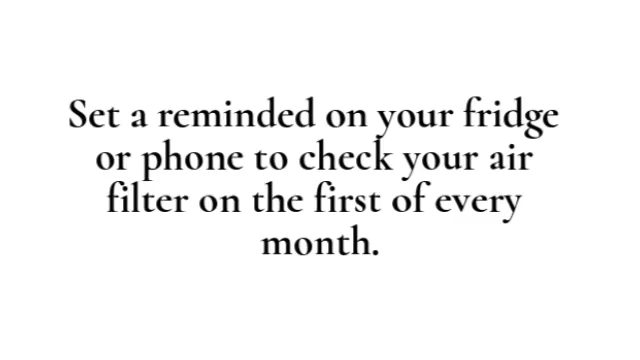 Set a reminded on your fridge
or phone to check your air
filter on the first of every
month.